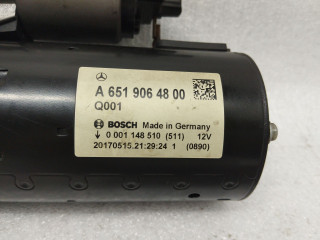 A 651 906 48 00
Q001
BOSCH Made in Germany
0 001 148 510 (511) 12V
20170515.21:29:24 1 (0890)